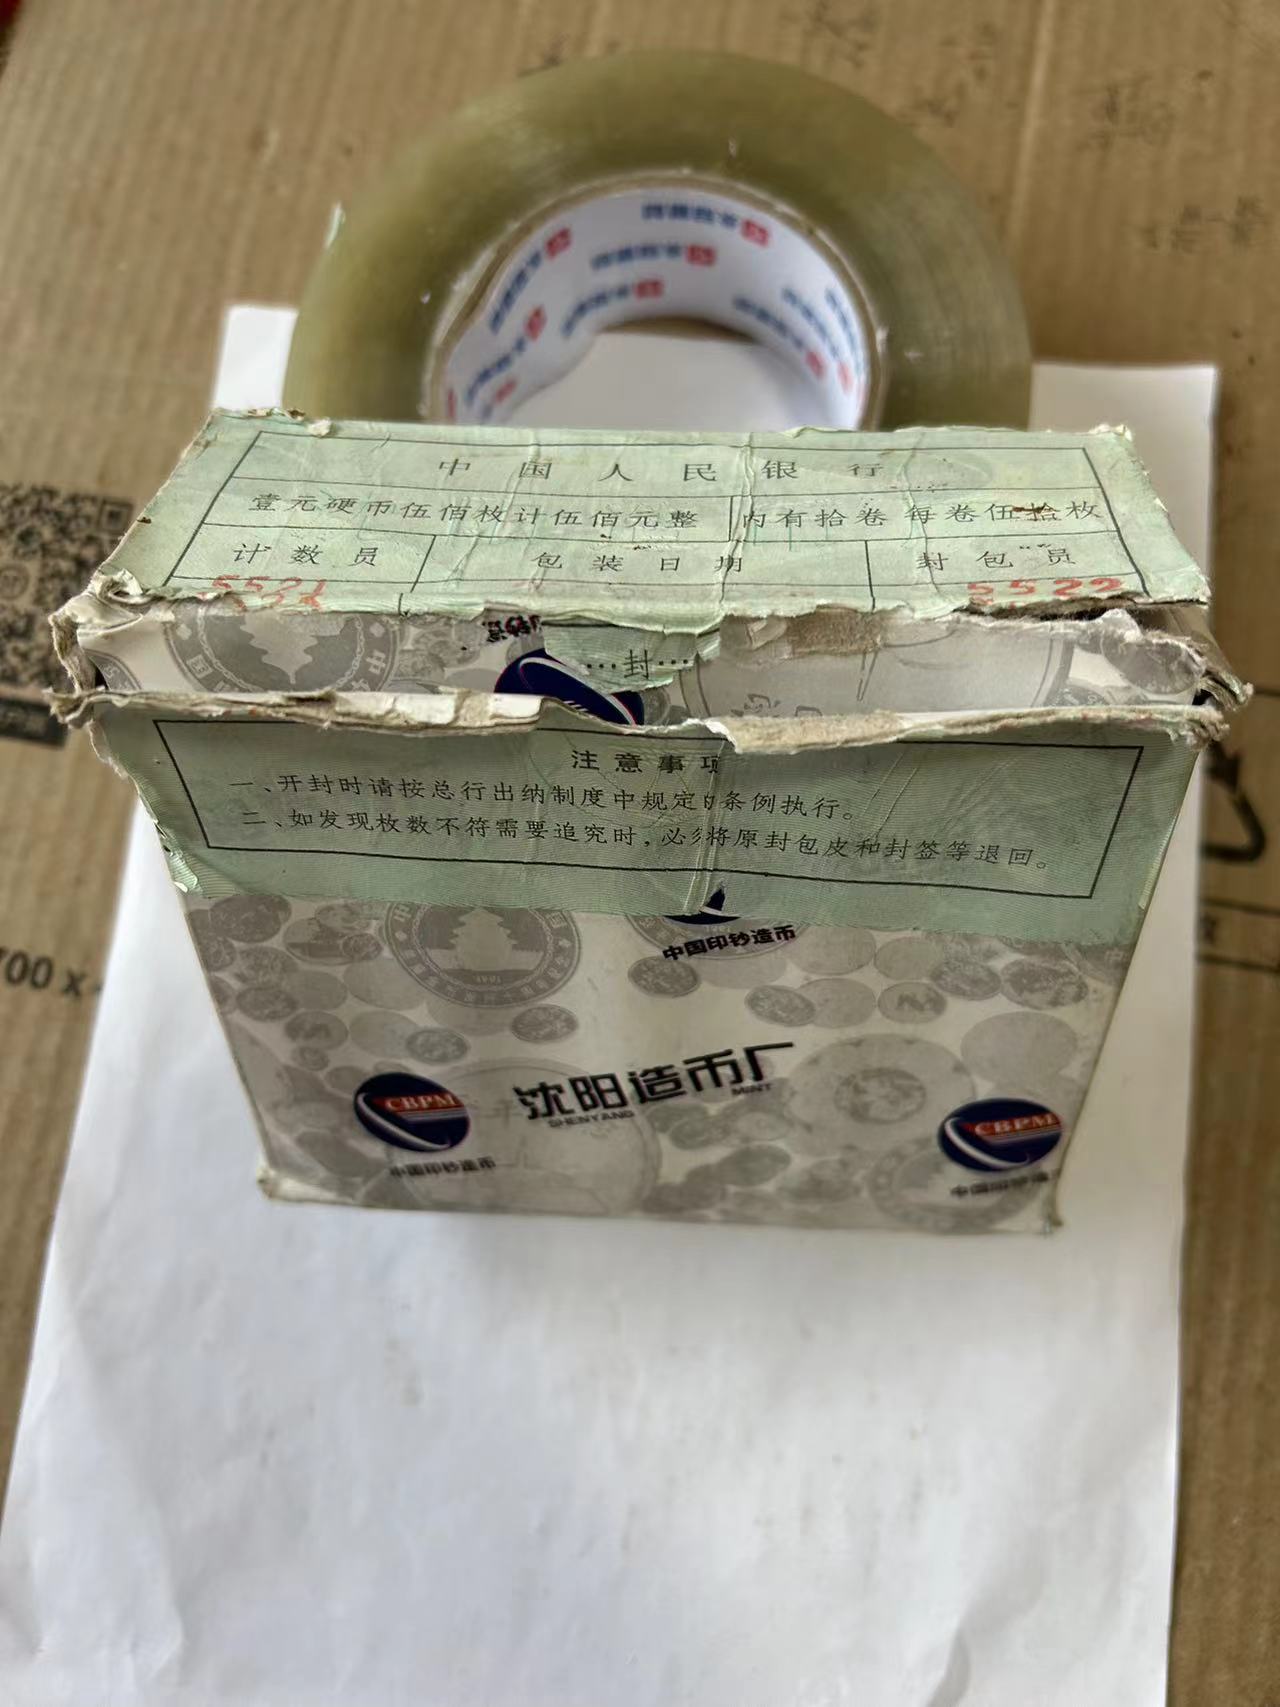 中国人民银行
壹元硬币伍佰枚计伍佰元整 内有拾卷 每卷伍拾枚
计数员 包装日期 封包员
5521 5522
封
注意事项
一、开封时请按总行出纳制度中规定 条例执行。
二、如发现枚数不符需要追究时，必 将原封包皮和封签等退回。
中国印钞造币
沈阳造币厂
SHENYANG MINT
CBPM
中国印钞造币
CBPM
中国印钞造
700 x